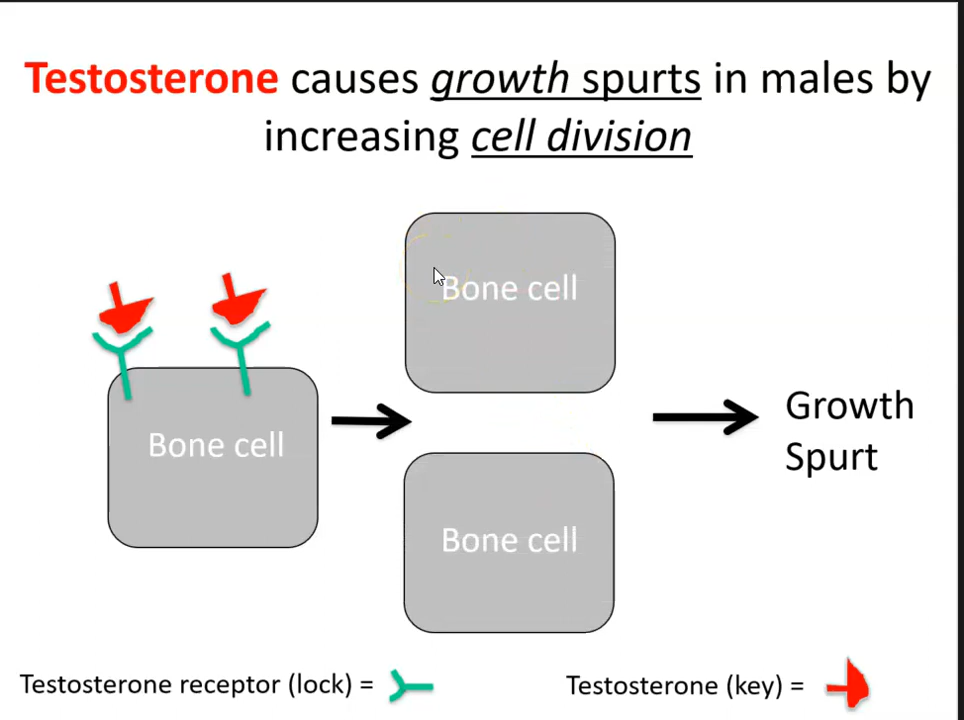 Testosterone causes growth spurts in males by
increasing cell division
Bone cell
Bone cell
Bone cell
Growth
Spurt
Testosterone receptor (lock) =
Testosterone (key) =